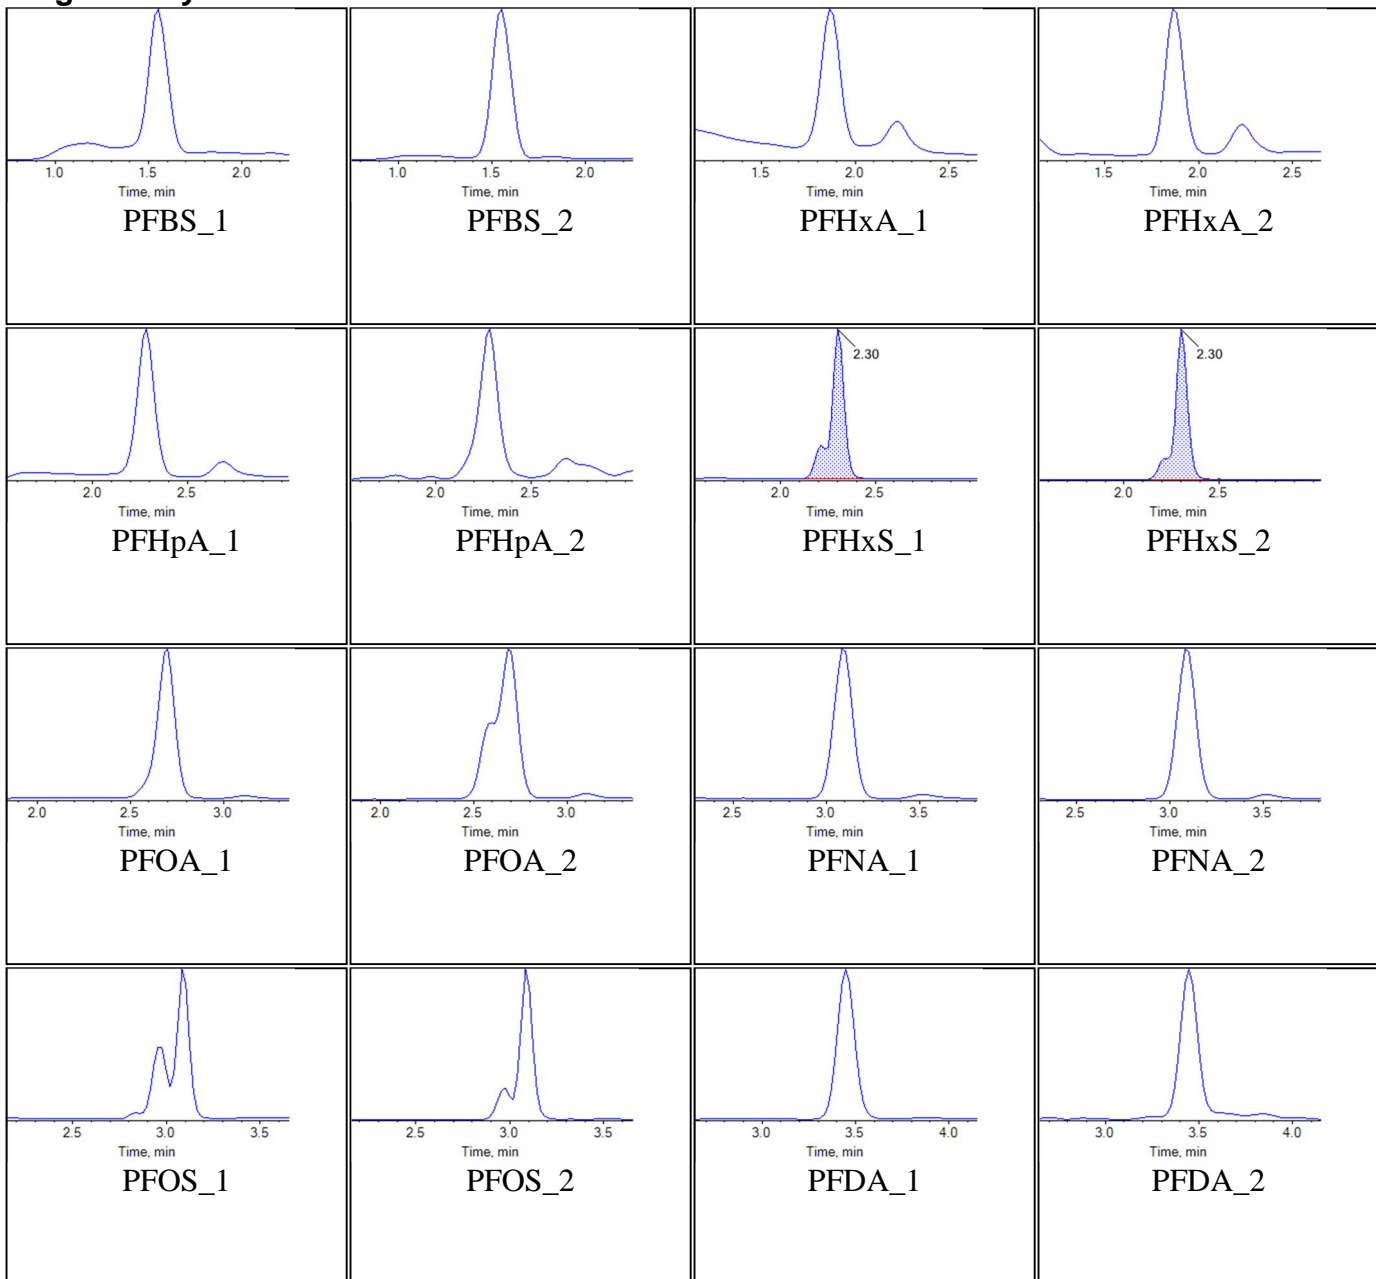 1.0 1.5 2.0 1.0 1.5 2.0 1.5 2.0 2.5 1.5 2.0 2.5
Time, min Time, min Time, min Time, min
PFBS_1 PFBS_2 PFHxA_1 PFHxA_2
2.30 2.30
2.0 2.5 2.0 2.5 2.0 2.5 2.0 2.5
Time, min Time, min Time, min Time, min
PFHpA_1 PFHpA_2 PFHxS_1 PFHxS_2
2.0 2.5 3.0 2.0 2.5 3.0 2.5 3.0 3.5 2.5 3.0 3.5
Time, min Time, min Time, min Time, min
PFOA_1 PFOA_2 PFNA_1 PFNA_2
2.5 3.0 3.5 2.5 3.0 3.5 3.0 3.5 4.0 3.0 3.5 4.0
Time, min Time, min Time, min Time, min
PFOS_1 PFOS_2 PFDA_1 PFDA_2